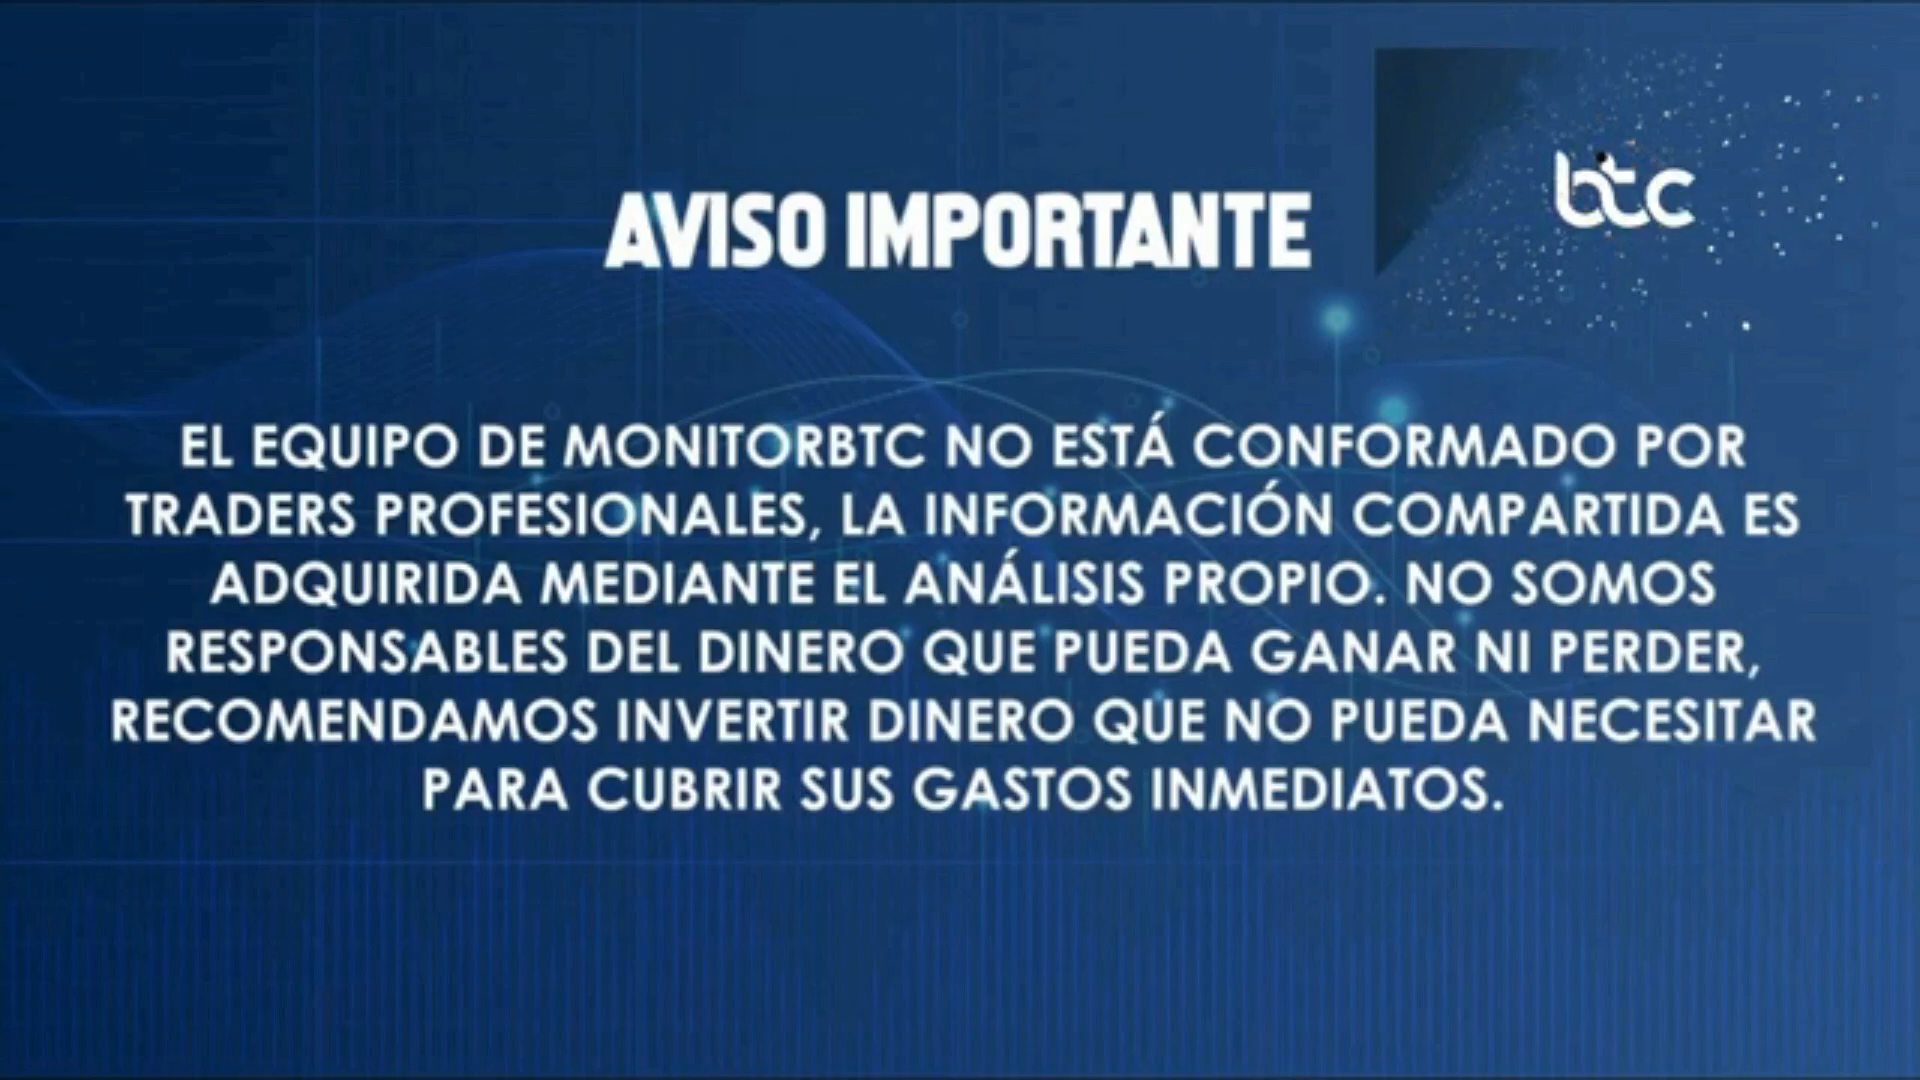 btc
AVISO IMPORTANTE
EL EQUIPO DE MONITORBTC NO ESTÁ CONFORMADO POR
TRADERS PROFESIONALES, LA INFORMACIÓN COMPARTIDA ES
ADQUIRIDA MEDIANTE EL ANÁLISIS PROPIO. NO SOMOS
RESPONSABLES DEL DINERO QUE PUEDA GANAR NI PERDER,
RECOMENDAMOS INVERTIR DINERO QUE NO PUEDA NECESITAR
PARA CUBRIR SUS GASTOS INMEDIATOS.